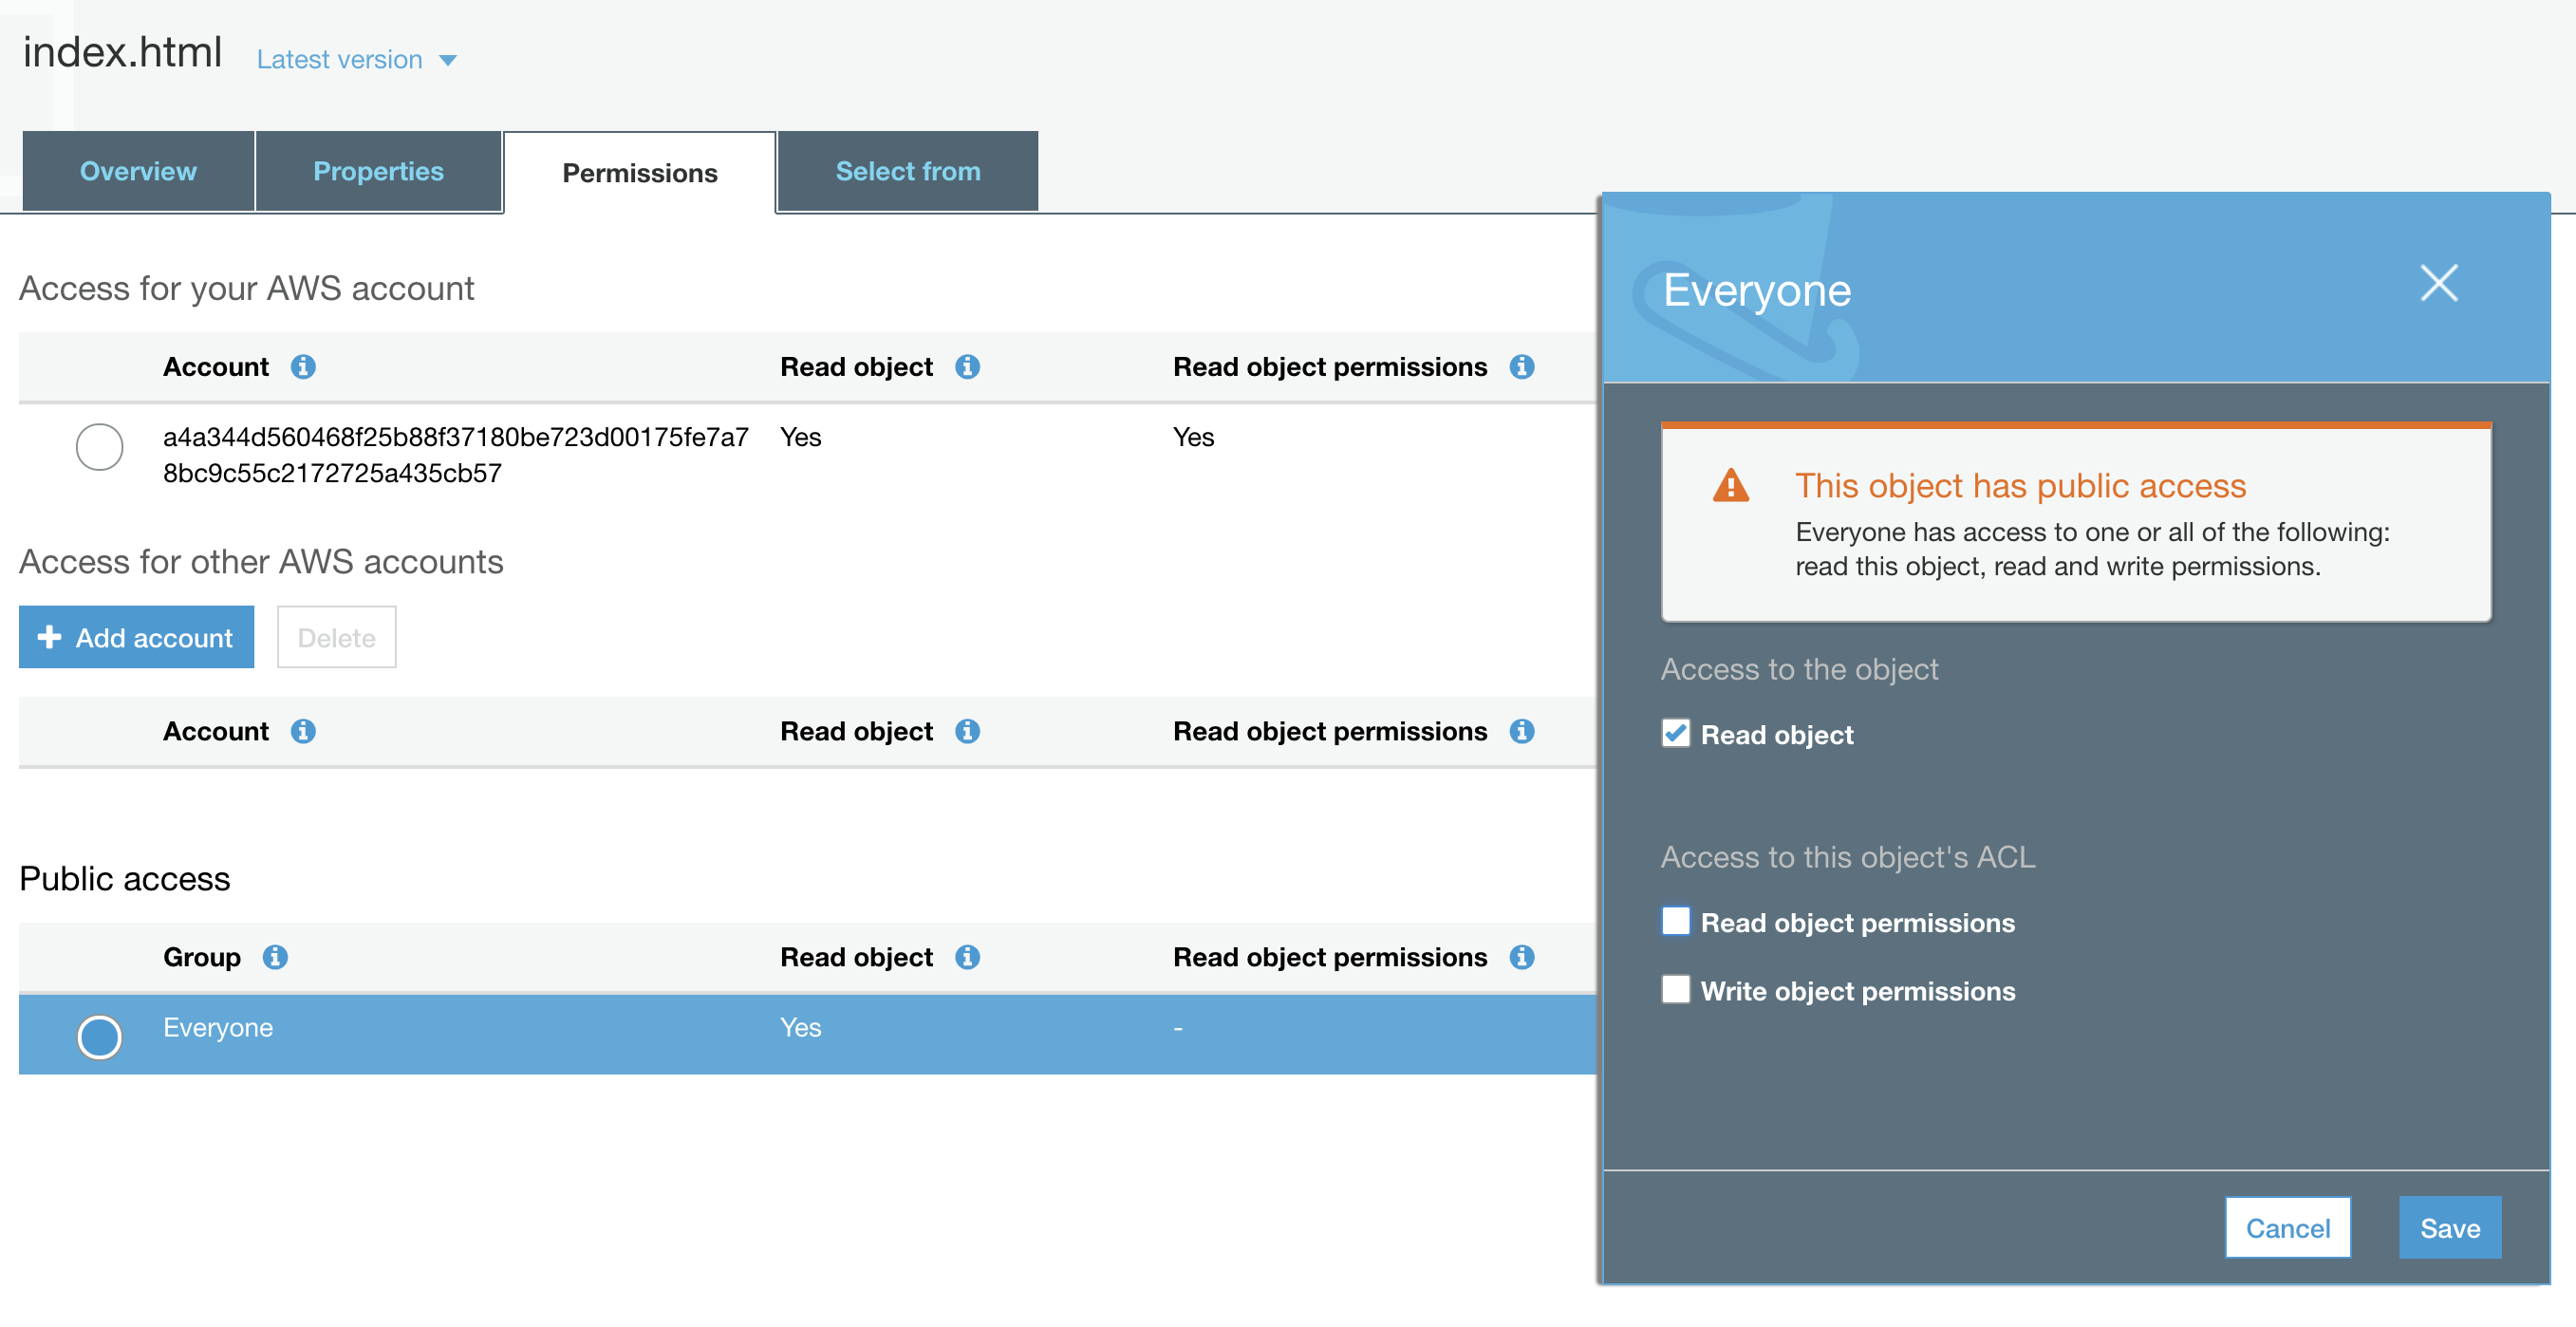 index.html Latest version
Overview Properties Permissions Select from
Access for your AWS account
Account Read object Read object permissions
a4a344d560468f25b88f37180be723d00175fe7a7 Yes Yes
8bc9c55c2172725a435cb57
Access for other AWS accounts
+ Add account Delete
Account Read object Read object permissions
Public access
Group Read object Read object permissions
Everyone Yes -
Everyone
This object has public access
Everyone has access to one or all of the following:
read this object, read and write permissions.
Access to the object
Read object
Access to this object's ACL
Read object permissions
Write object permissions
Cancel Save